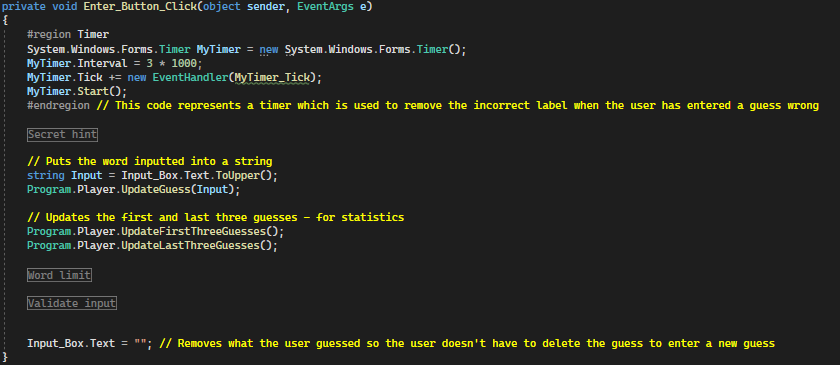 private void Enter_Button_Click(object sender, EventArgs e)
{
#region Timer
System.Windows.Forms.Timer MyTimer = new System.Windows.Forms.Timer();
MyTimer.Interval = 3 * 1000;
MyTimer.Tick += new EventHandler(MyTimer_Tick);
MyTimer.Start();
#endregion // This code represents a timer which is used to remove the incorrect label when the user has entered a guess wrong
Secret hint
// Puts the word inputted into a string
string Input = Input_Box.Text.ToUpper();
Program.Player.UpdateGuess(Input);
// Updates the first and last three guesses - for statistics
Program.Player.UpdateFirstThreeGuesses();
Program.Player.UpdateLastThreeGuesses();
Word limit
Validate input
Input_Box.Text = ""; // Removes what the user guessed so the user doesn't have to delete the guess to enter a new guess
}